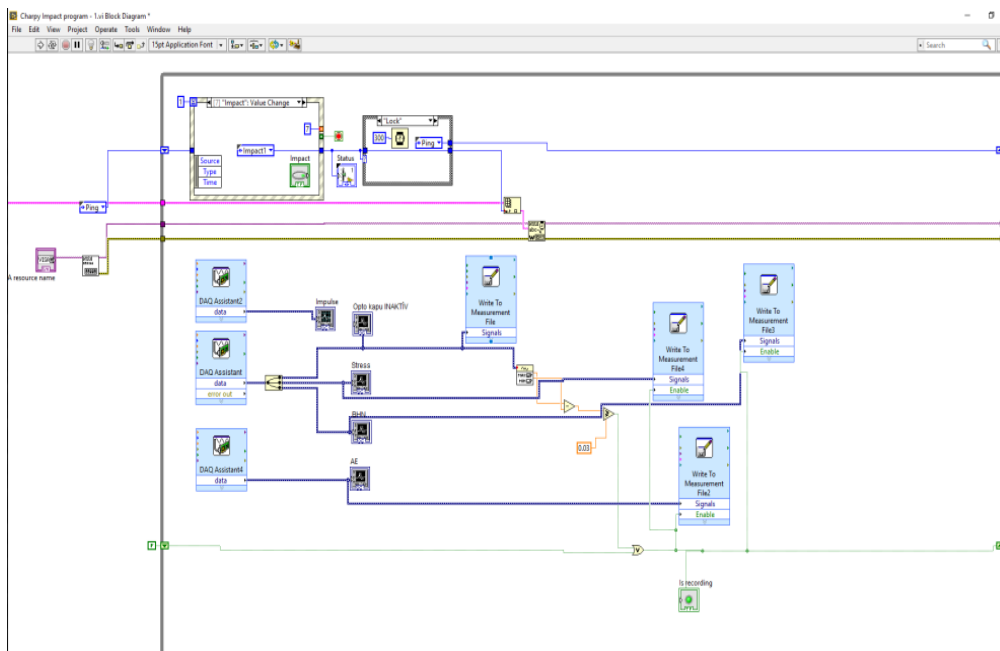 Charpy Impact program - 1.vi Block Diagram *
File Edit View Project Operate Tools Window Help
15pt Application Font
Search
[7] "Impact": Value Change
Impact1
Source
Type
Time
Impact
Status
"Lock"
300
Ping
Ping
A resource name
DAQ Assistant2
data
Impulse
Opto kapu INAKTÍV
Write To
Measurement
File
Signals
DAQ Assistant
data
error out
Stress
BHN
Write To
Measurement
File4
Signals
Enable
Write To
Measurement
File3
Signals
Enable
0.03
DAQ Assistant4
data
AE
Write To
Measurement
File2
Signals
Enable
F
Is recording